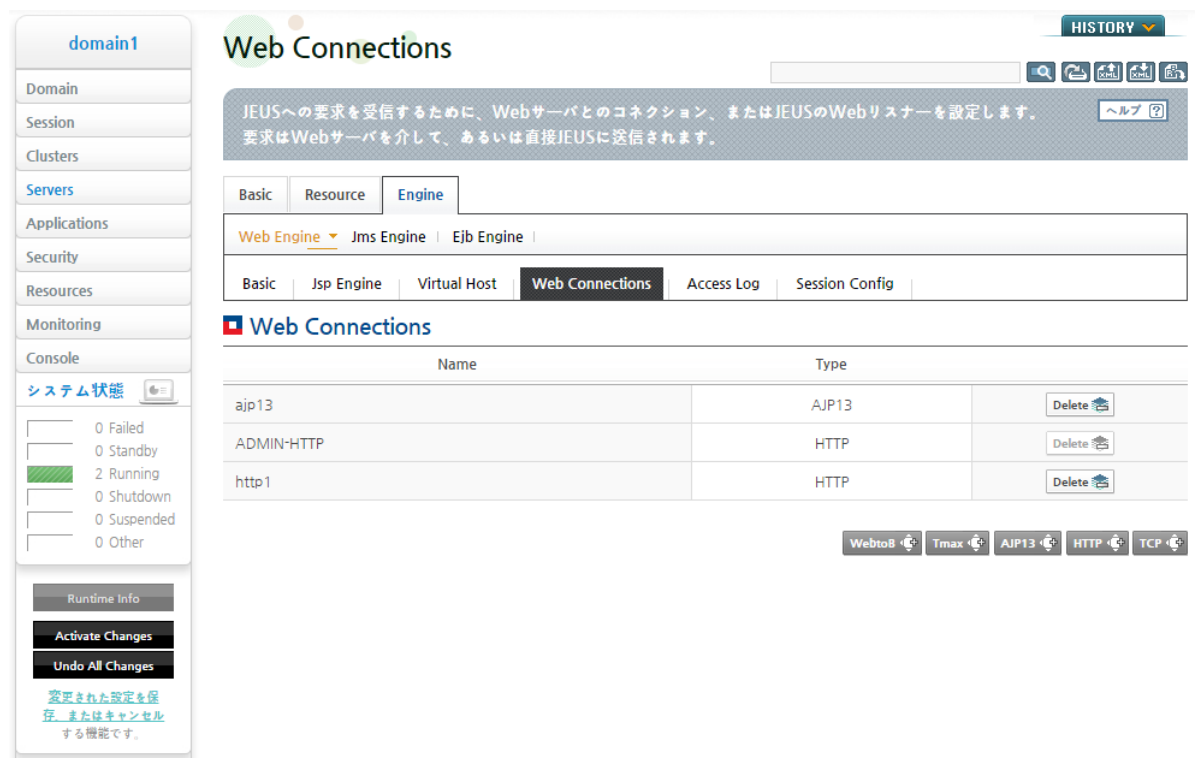 domain1
Domain
Session
Clusters
Servers
Applications
Security
Resources
Monitoring
Console
システム状態
0 Failed
0 Standby
2 Running
0 Shutdown
0 Suspended
0 Other
Runtime Info
Activate Changes
Undo All Changes
変更された設定を保
存、またはキャンセル
する機能です。
Web Connections
HISTORY
XML XML
JEUSへの要求を受信するために、Webサーバとのコネクション、またはJEUSのWebリスナーを設定します。
要求はWebサーバを介して、あるいは直接JEUSに送信されます。
ヘルプ ?
Basic Resource Engine
Web Engine Jms Engine Ejb Engine
Basic Jsp Engine Virtual Host Web Connections Access Log Session Config
Web Connections
Name Type
ajp13 AJP13 Delete
ADMIN-HTTP HTTP Delete
http1 HTTP Delete
WebtoB Tmax AJP13 HTTP TCP